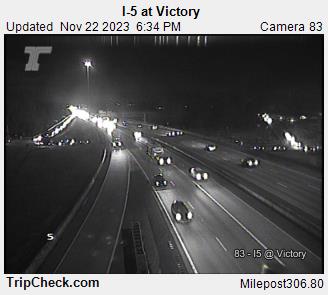 I-5 at Victory
Updated Nov 22 2023 6:34 PM Camera 83
T
S
83 - I5 @ Victory
TripCheck.com Milepost306.80